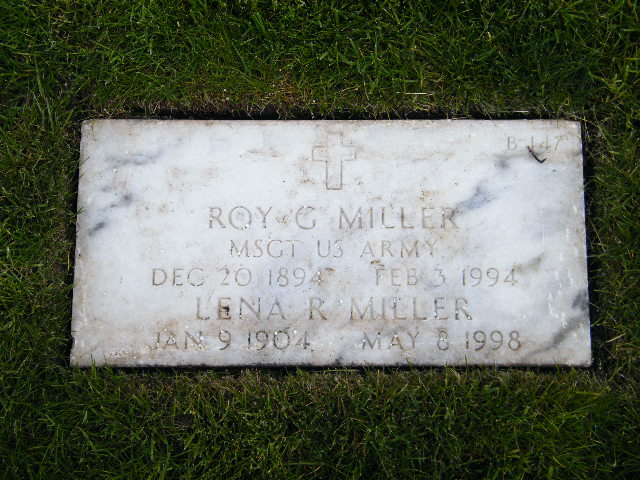 B 147
ROY G MILLER
MSGT US ARMY
DEC 20 1894 FEB 3 1994
LENA R MILLER
JAN 9 1904 MAY 8 1998